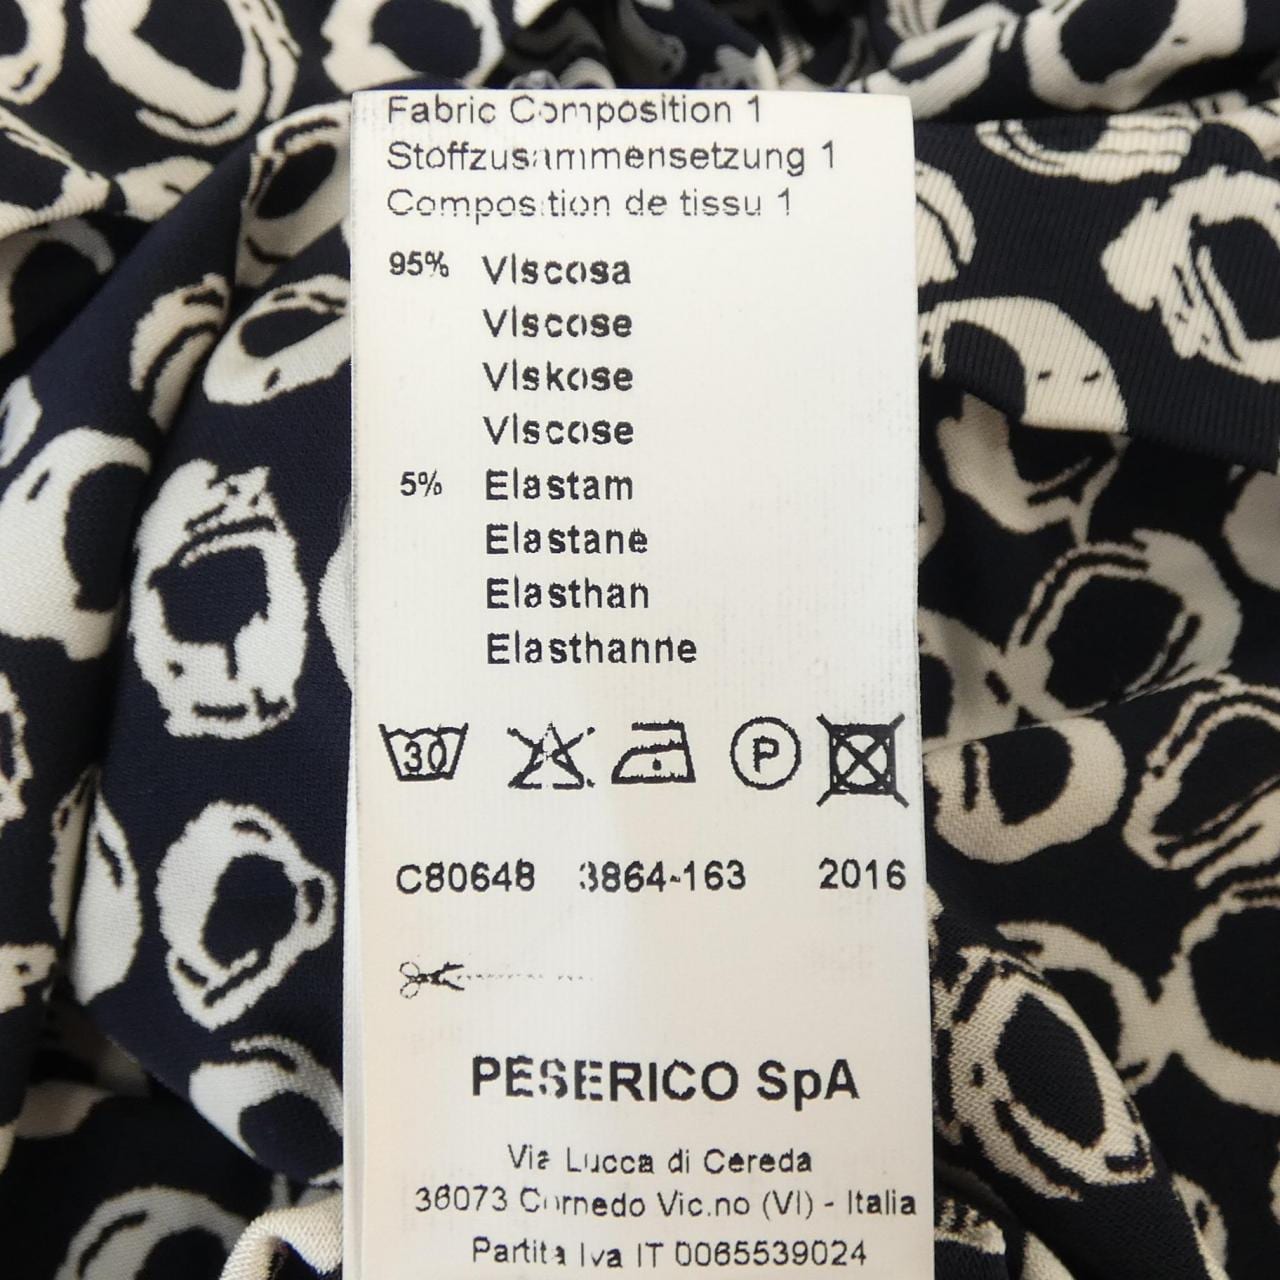 Fabric Composition 1
Stoffzusammensetzung 1
Composition de tissu 1
95% Viscosa
Viscose
Viskose
Viscose
5% Elastam
Elastane
Elasthan
Elasthanne
30 P
C80648 3864-163 2016
PESERICO SpA
Via Lucca di Cereda
36073 Cornedo Vic.no (VI) - Italia
Partita Iva IT 0065539024